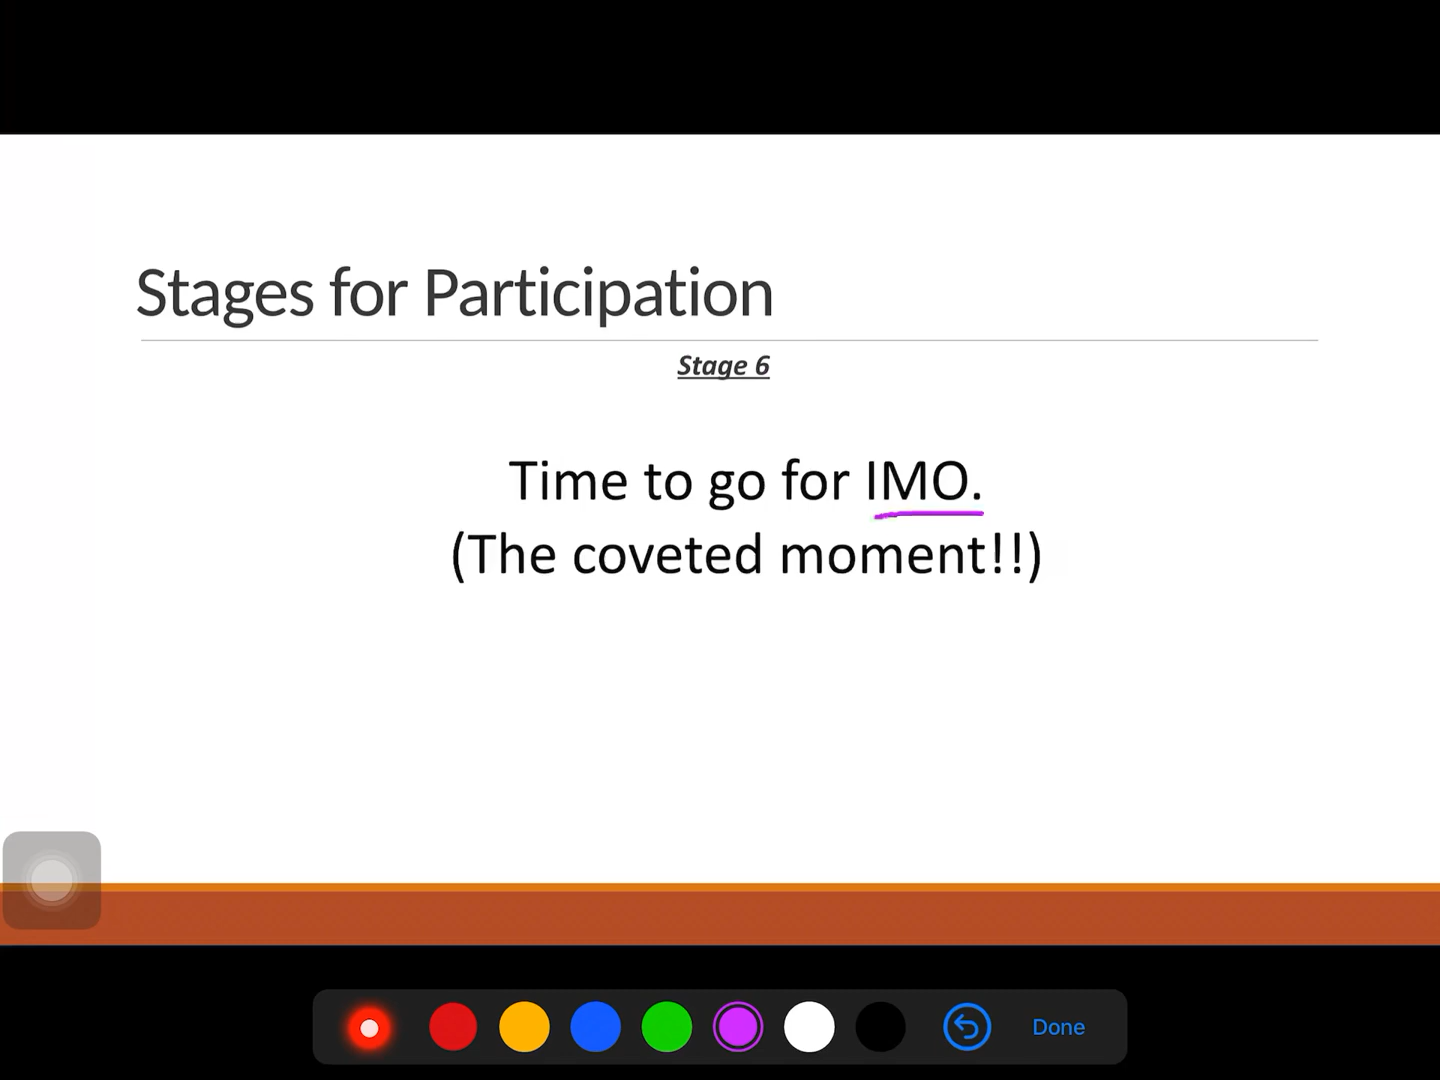 Stages for Participation
Stage 6
Time to go for IMO.
(The coveted moment!!)
Done